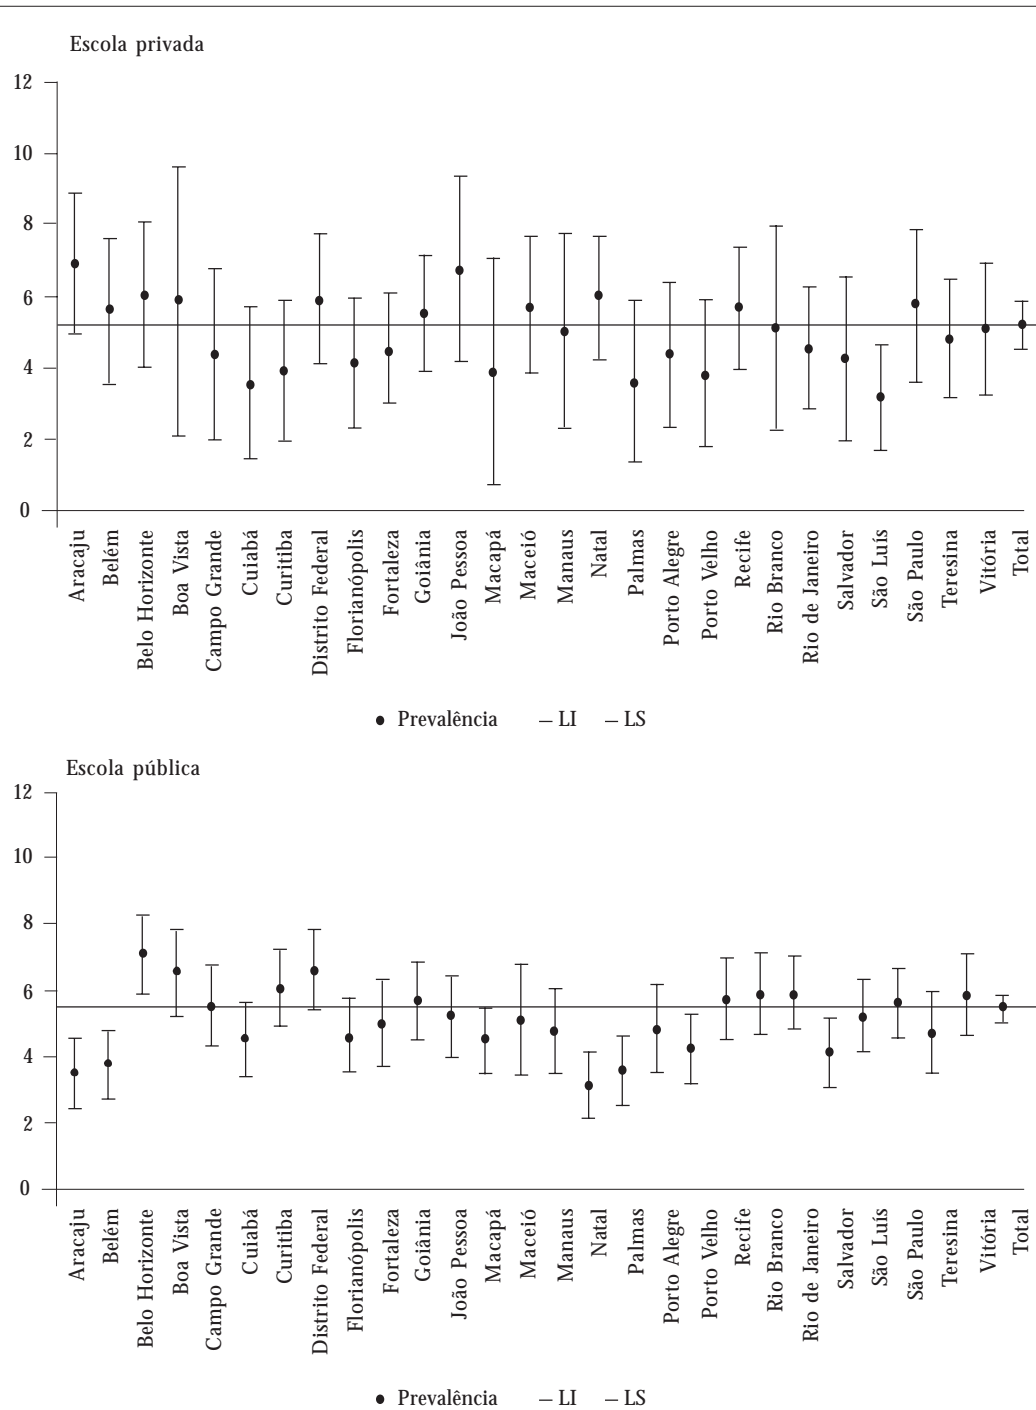 Escola privada
12
10
8
6
4
2
0
Aracaju
Belém
Belo Horizonte
Boa Vista
Campo Grande
Cuiabá
Curitiba
Distrito Federal
Florianópolis
Fortaleza
Goiânia
João Pessoa
Macapá
Maceió
Manaus
Natal
Palmas
Porto Alegre
Porto Velho
Recife
Rio Branco
Rio de Janeiro
Salvador
São Luís
São Paulo
Teresina
Vitória
Total
● Prevalência – LI – LS
Escola pública
12
10
8
6
4
2
0
Aracaju
Belém
Belo Horizonte
Boa Vista
Campo Grande
Cuiabá
Curitiba
Distrito Federal
Florianópolis
Fortaleza
Goiânia
João Pessoa
Macapá
Maceió
Manaus
Natal
Palmas
Porto Alegre
Porto Velho
Recife
Rio Branco
Rio de Janeiro
Salvador
São Luís
São Paulo
Teresina
Vitória
Total
● Prevalência – LI – LS